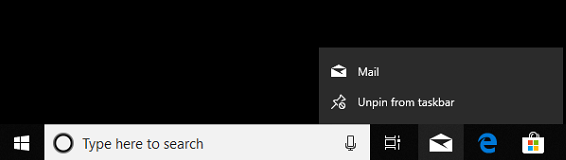 Mail
Unpin from taskbar
Type here to search